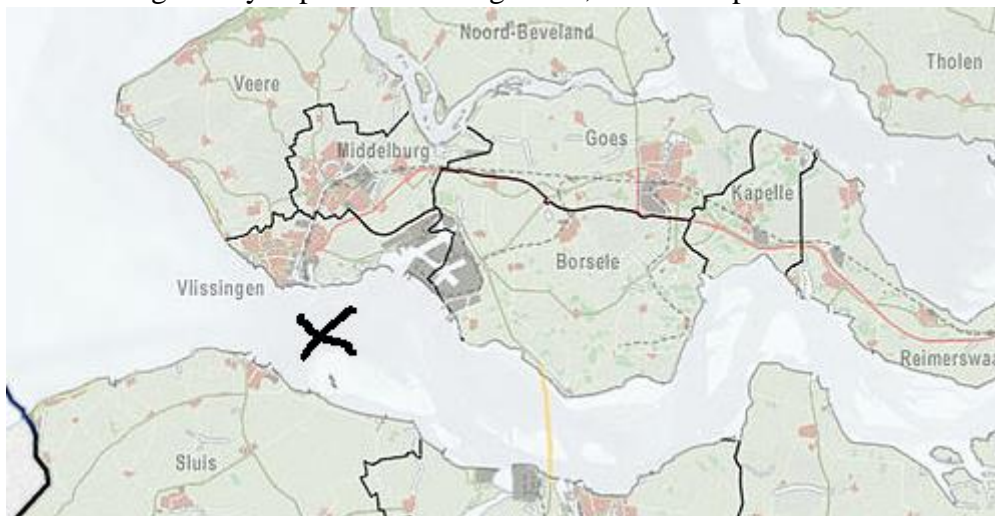 Noord-Beveland
Tholen
Veere
Goes
Middelburg
Kapelle
Borsele
Vlissingen
Reimerswaa
Sluis